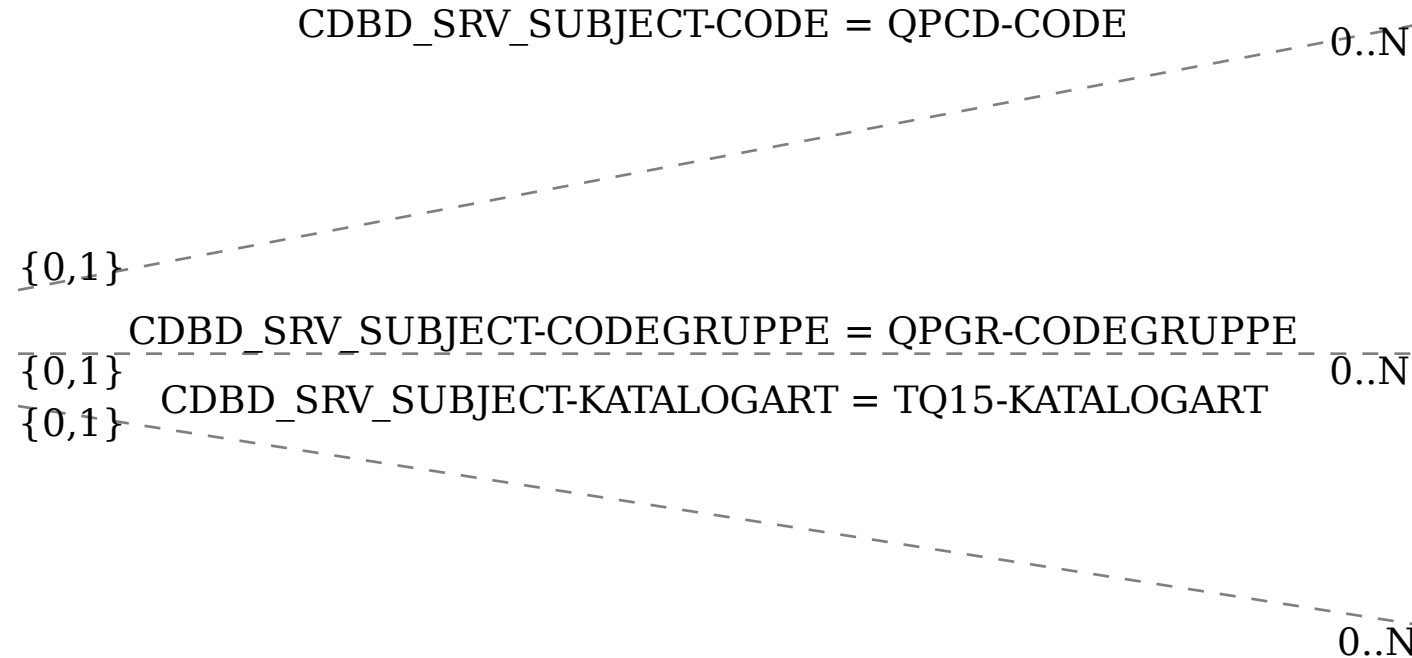 CDBD_SRV_SUBJECT-CODE = QPCD-CODE
0..N
{0,1}
CDBD_SRV_SUBJECT-CODEGRUPPE = QPGR-CODEGRUPPE
{0,1}
0..N
CDBD_SRV_SUBJECT-KATALOGART = TQ15-KATALOGART
{0,1}
0..N